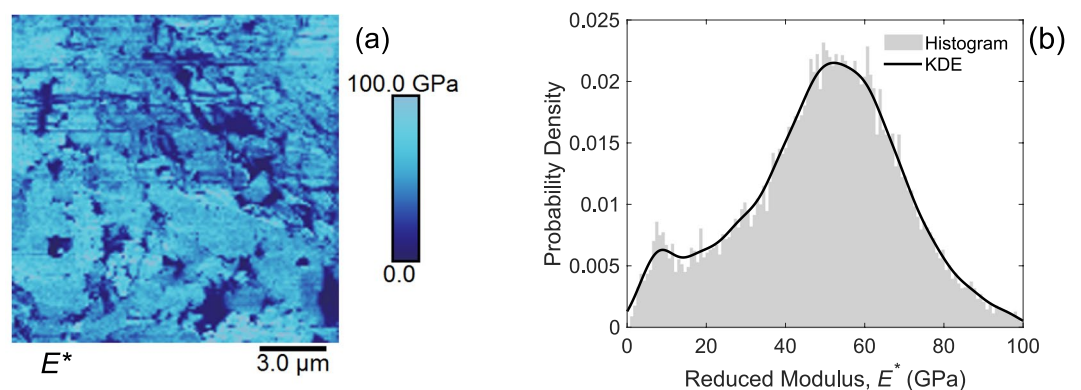 (a)
100.0 GPa
0.0
E*
3.0 μm
(b)
Histogram
KDE
Probability Density
0.025
0.02
0.015
0.01
0.005
0
0 20 40 60 80 100
Reduced Modulus, E* (GPa)